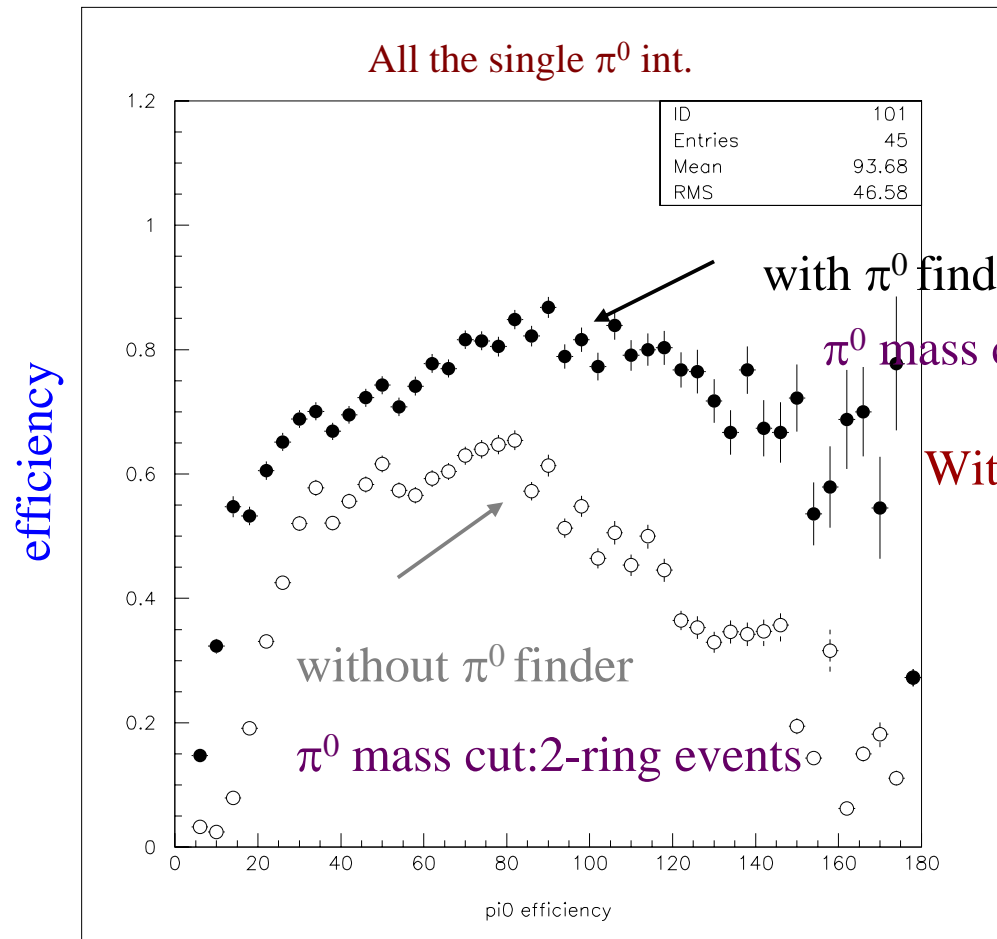 All the single π⁰ int.
1.2
ID 101
Entries 45
Mean 93.68
RMS 46.58
1
with π⁰
0.8
π⁰ mass
efficiency
0.6
0.4
without π⁰ finder
0.2
π⁰ mass cut:2-ring events
0
0 20 40 60 80 100 120 140 160 180
pi0 efficiency